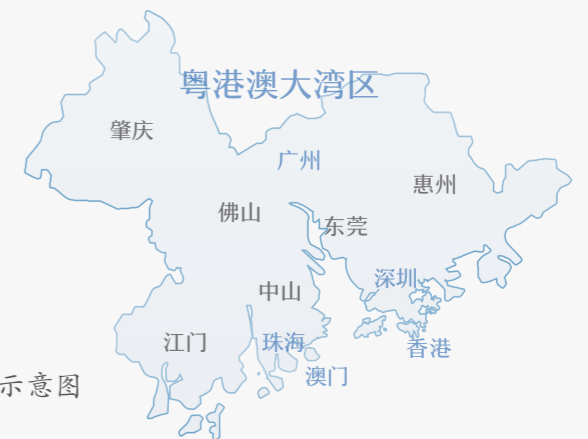 粤港澳大湾区
肇庆
广州
惠州
佛山
东莞
深圳
中山
江门
珠海
香港
澳门
示意图